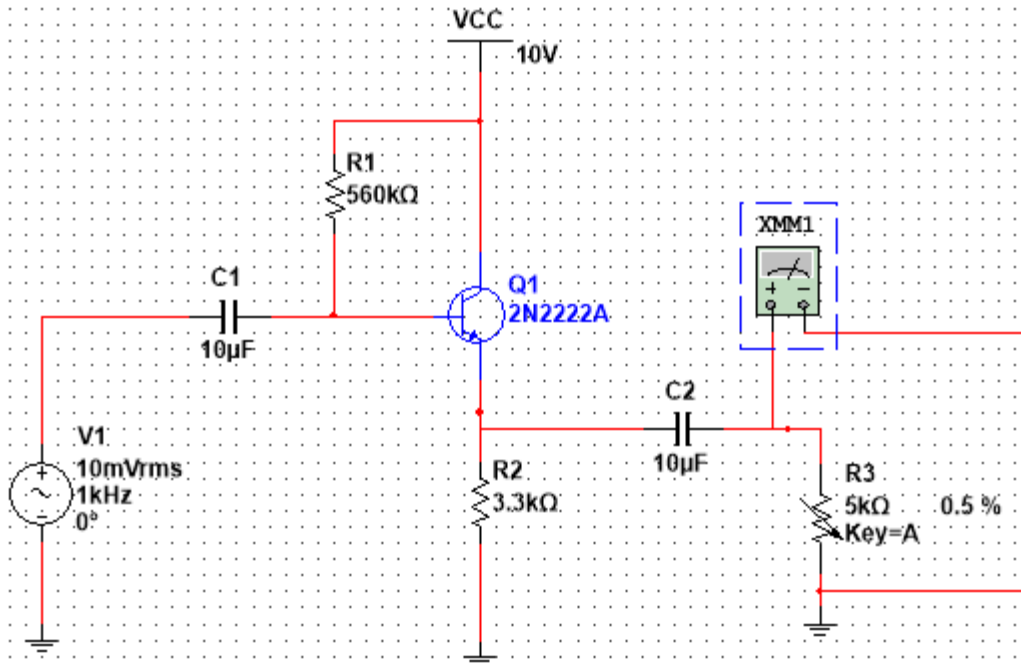 VCC
10V
R1
560kΩ
XMM1
C1
10µF
Q1
2N2222A
C2
10µF
V1
10mVrms
1kHz
0°
R2
3.3kΩ
R3
5kΩ 0.5 %
Key=A